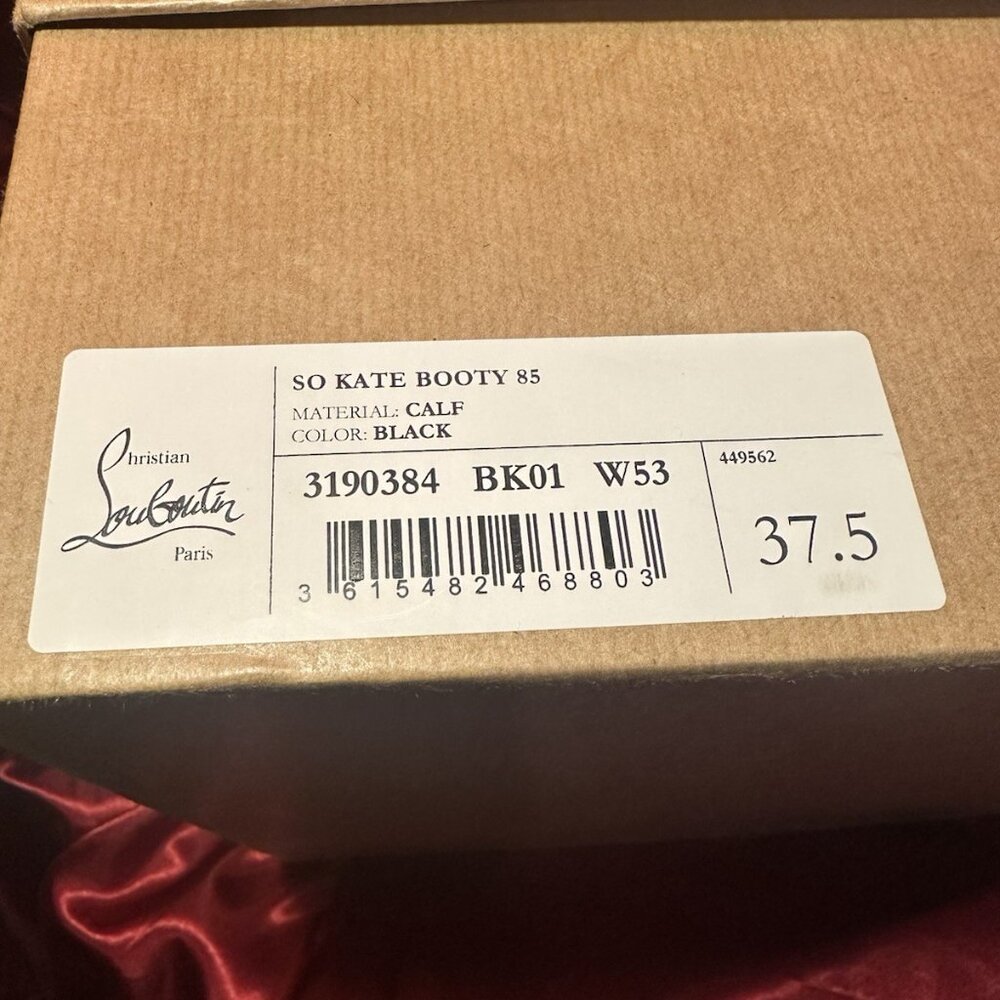 Christian
Louboutin
Paris
SO KATE BOOTY 85
MATERIAL: CALF
COLOR: BLACK
3190384 BK01 W53
3 615482 468803
449562
37.5